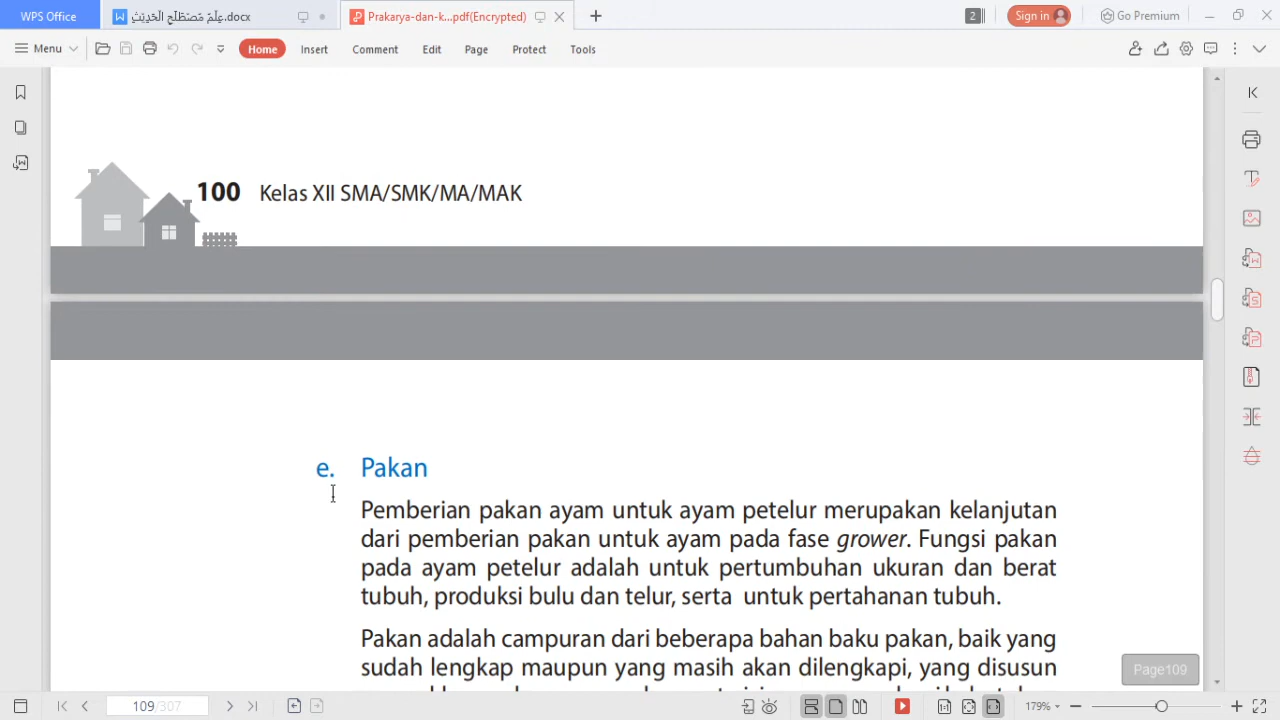 WPS Office
عِلْمُ مُصْطَلَحِ الْحَدِيْثِ.docx
Prakarya-dan-k...pdf(Encrypted)
2
Sign in
Go Premium
Menu
Home
Insert
Comment
Edit
Page
Protect
Tools
100 Kelas XII SMA/SMK/MA/MAK
e. Pakan
Pemberian pakan ayam untuk ayam petelur merupakan kelanjutan
dari pemberian pakan untuk ayam pada fase grower. Fungsi pakan
pada ayam petelur adalah untuk pertumbuhan ukuran dan berat
tubuh, produksi bulu dan telur, serta untuk pertahanan tubuh.
Pakan adalah campuran dari beberapa bahan baku pakan, baik yang
sudah lengkap maupun yang masih akan dilengkapi, yang disusun
Page109
109/307
179%